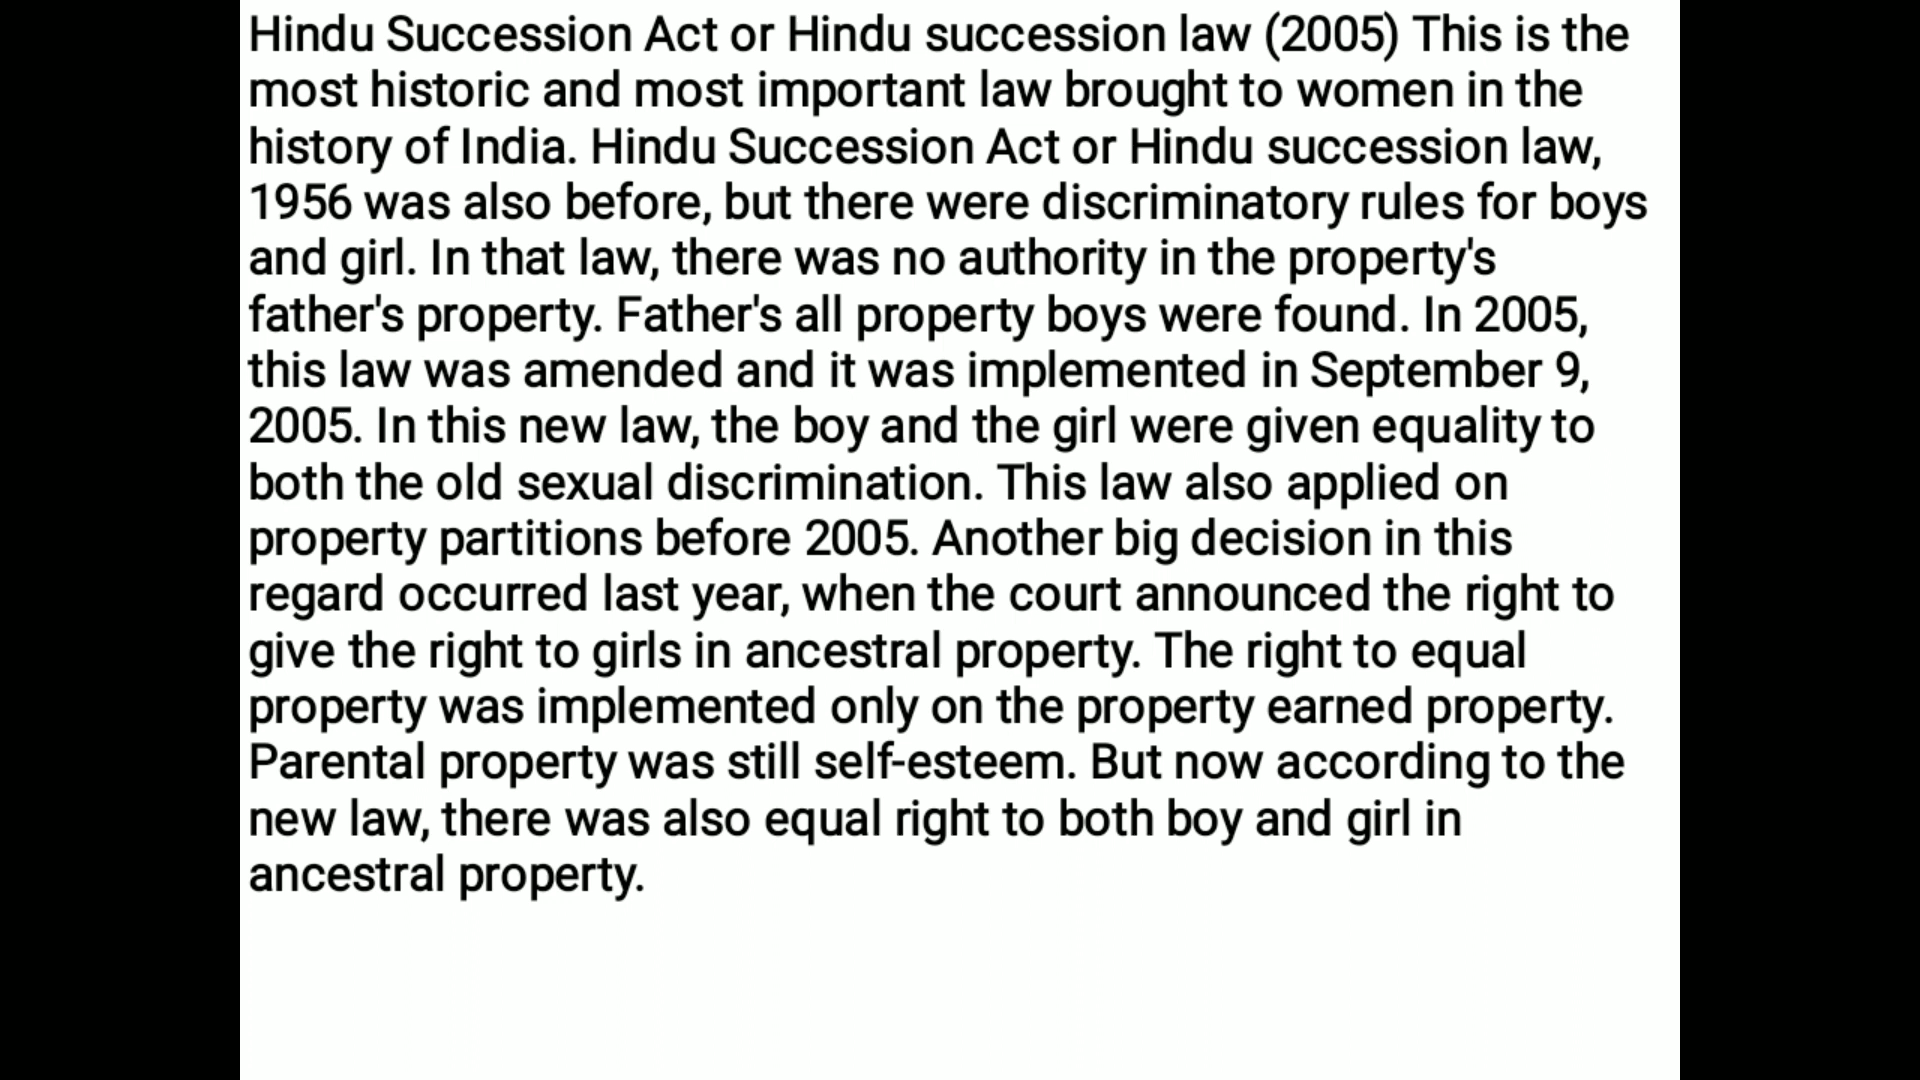 Hindu Succession Act or Hindu succession law (2005) This is the
most historic and most important law brought to women in the
history of India. Hindu Succession Act or Hindu succession law,
1956 was also before, but there were discriminatory rules for boys
and girl. In that law, there was no authority in the property's
father's property. Father's all property boys were found. In 2005,
this law was amended and it was implemented in September 9,
2005. In this new law, the boy and the girl were given equality to
both the old sexual discrimination. This law also applied on
property partitions before 2005. Another big decision in this
regard occurred last year, when the court announced the right to
give the right to girls in ancestral property. The right to equal
property was implemented only on the property earned property.
Parental property was still self-esteem. But now according to the
new law, there was also equal right to both boy and girl in
ancestral property.